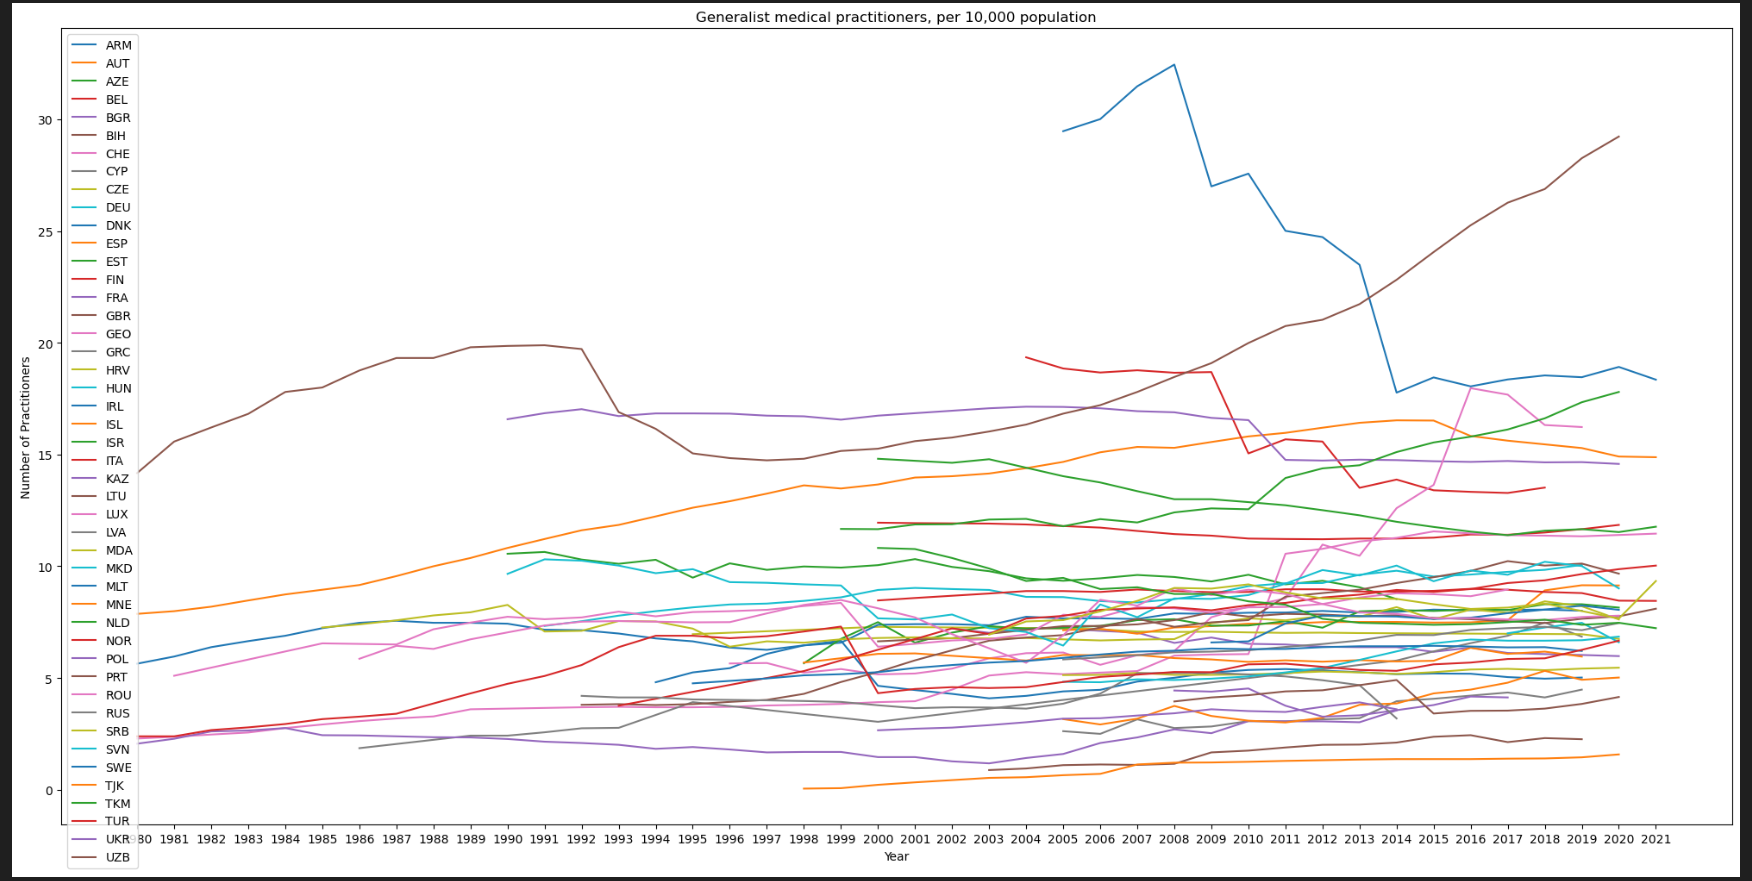 Generalist medical practitioners, per 10,000 population
ARM
AUT
AZE
BEL
BGR
BIH
CHE
CYP
CZE
DEU
DNK
ESP
EST
FIN
FRA
GBR
GEO
GRC
HRV
HUN
IRL
ISL
ISR
ITA
KAZ
LTU
LUX
LVA
MDA
MKD
MLT
MNE
NLD
NOR
POL
PRT
ROU
RUS
SRB
SVN
SWE
TJK
TKM
TUR
UKR
UZB
Number of Practitioners
30
25
20
15
10
5
0
80 1981 1982 1983 1984 1985 1986 1987 1988 1989 1990 1991 1992 1993 1994 1995 1996 1997 1998 1999 2000 2001 2002 2003 2004 2005 2006 2007 2008 2009 2010 2011 2012 2013 2014 2015 2016 2017 2018 2019 2020 2021
Year